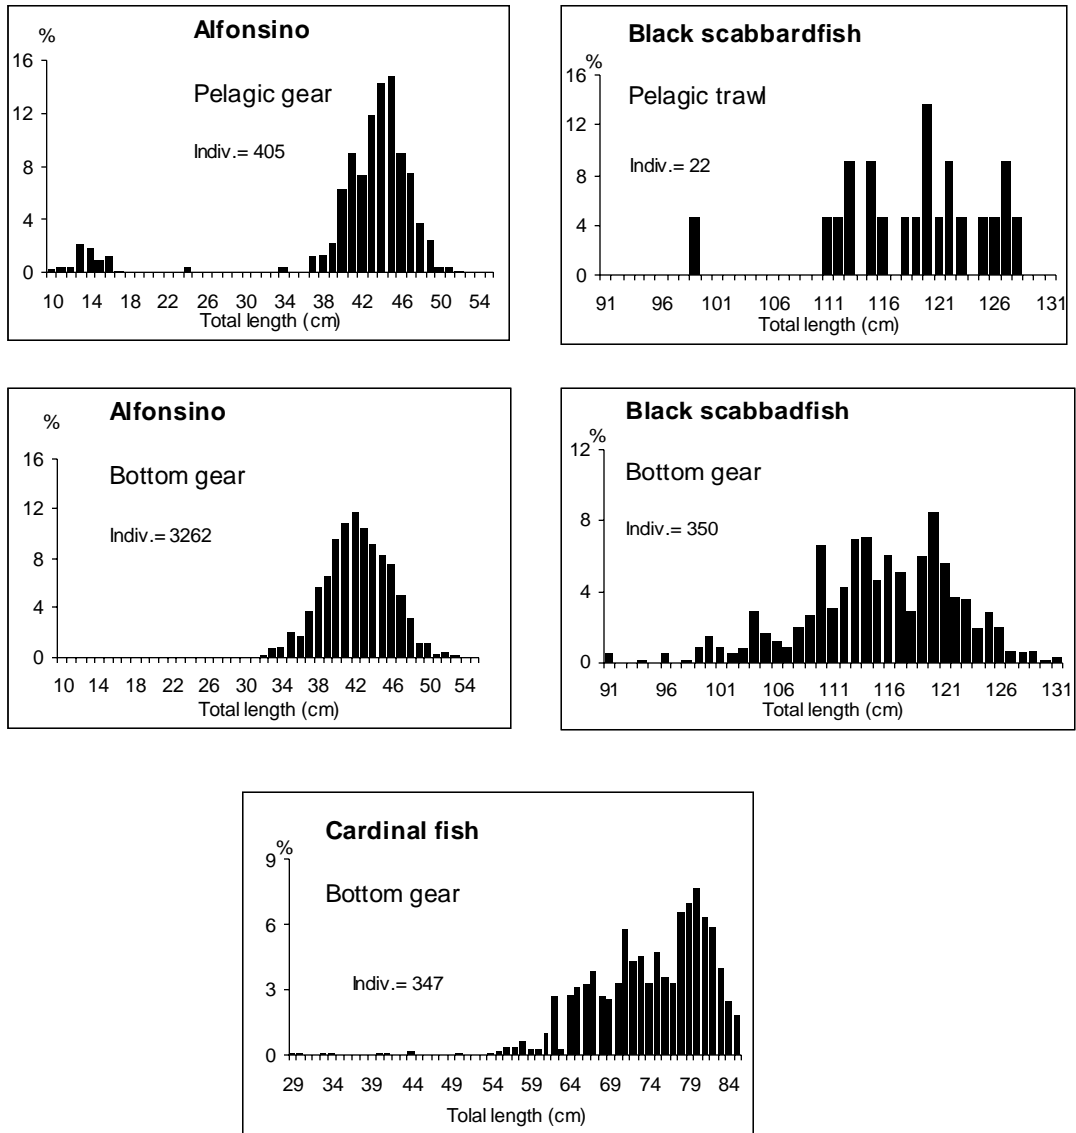 Alfonsino
%
16
Pelagic gear
12
Indiv.= 405
8
4
0
10 14 18 22 26 30 34 38 42 46 50 54
Total length (cm)
Black scabbardfish
%
16
Pelagic trawl
12
Indiv.= 22
8
4
0
91 96 101 106 111 116 121 126 131
Total length (cm)
Alfonsino
%
16
Bottom gear
12
Indiv.= 3262
8
4
0
10 14 18 22 26 30 34 38 42 46 50 54
Total length (cm)
Black scabbadfish
%
12
Bottom gear
Indiv.= 350
8
4
0
91 96 101 106 111 116 121 126 131
Total length (cm)
Cardinal fish
%
9
Bottom gear
6
Indiv.= 347
3
0
29 34 39 44 49 54 59 64 69 74 79 84
Tolal length (cm)